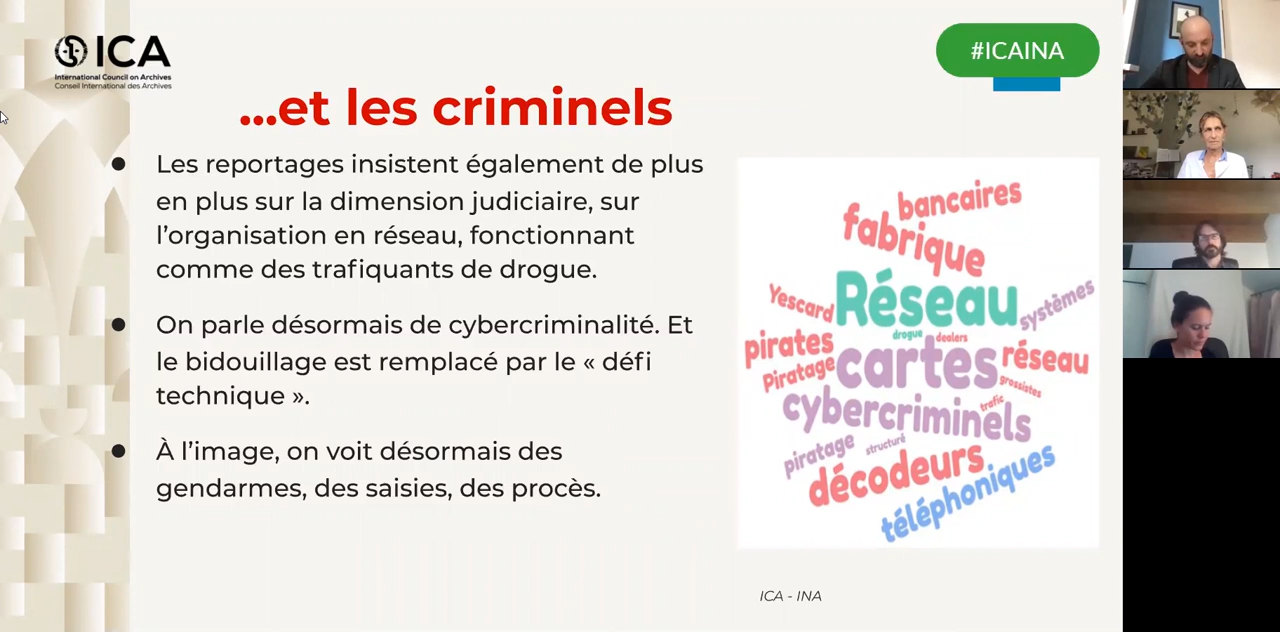 ICA
International Council on Archives
Conseil International des Archives
#ICAINA
...et les criminels
Les reportages insistent également de plus
en plus sur la dimension judiciaire, sur
l’organisation en réseau, fonctionnant
comme des trafiquants de drogue.
On parle désormais de cybercriminalité. Et
le bidouillage est remplacé par le « défi
technique ».
À l’image, on voit désormais des
gendarmes, des saisies, des procès.
bancaires
fabrique
Yescard
Réseau
systèmes
drogue
dealers
pirates
Piratage
cartes
réseau
grossistes
trafic
cybercriminels
piratage
structuré
décodeurs
téléphoniques
ICA - INA